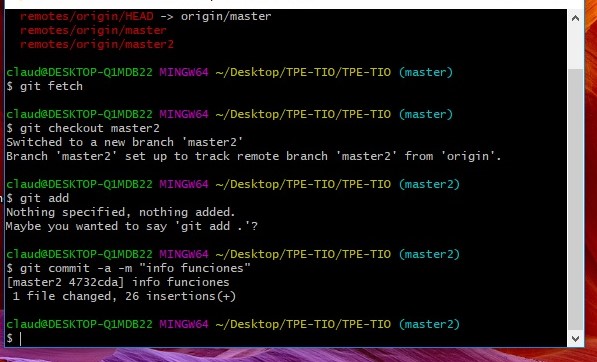 remotes/origin/HEAD -> origin/master
remotes/origin/master
remotes/origin/master2
claud@DESKTOP-Q1MDB22 MINGW64 ~/Desktop/TPE-TIO/TPE-TIO (master)
$ git fetch
claud@DESKTOP-Q1MDB22 MINGW64 ~/Desktop/TPE-TIO/TPE-TIO (master)
$ git checkout master2
Switched to a new branch 'master2'
Branch 'master2' set up to track remote branch 'master2' from 'origin'.
claud@DESKTOP-Q1MDB22 MINGW64 ~/Desktop/TPE-TIO/TPE-TIO (master2)
$ git add
Nothing specified, nothing added.
Maybe you wanted to say 'git add .'?
claud@DESKTOP-Q1MDB22 MINGW64 ~/Desktop/TPE-TIO/TPE-TIO (master2)
$ git commit -a -m "info funciones"
[master2 4732cda] info funciones
1 file changed, 26 insertions(+)
claud@DESKTOP-Q1MDB22 MINGW64 ~/Desktop/TPE-TIO/TPE-TIO (master2)
$